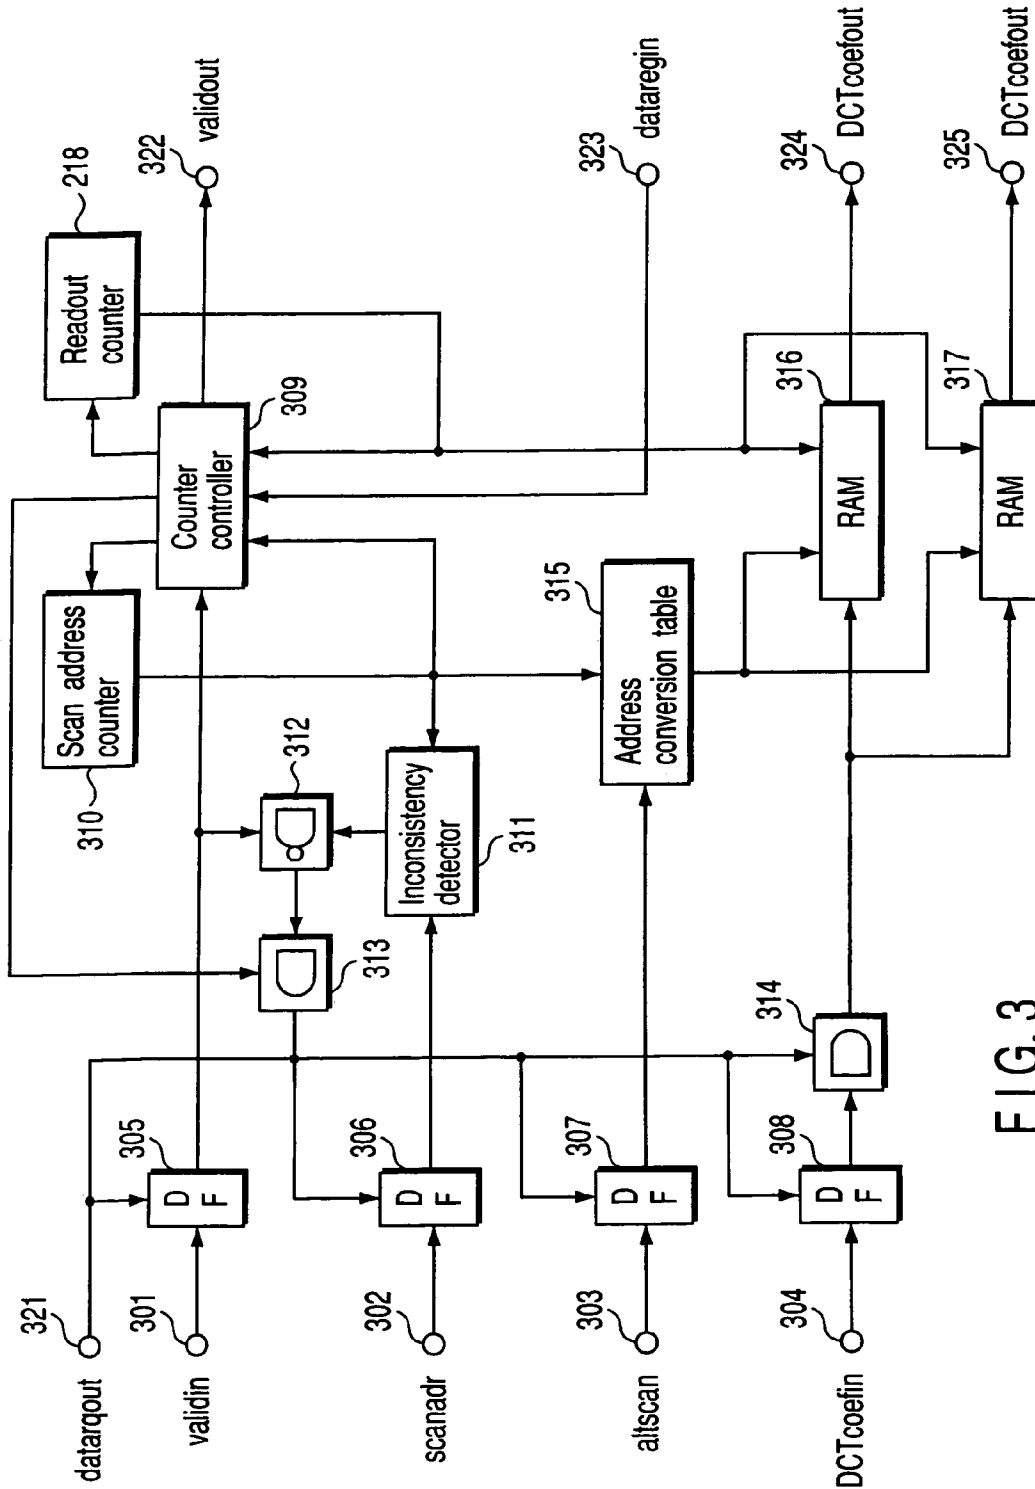 datarqout
321
validin
301
scanadr
302
altscan
303
DCTcoefin
304
D
F
305
D
F
306
D
F
307
D
F
308
313
312
314
Scan address
counter
310
Inconsistency
detector
311
Counter
controller
309
Readout
counter
218
Address
conversion table
315
RAM
316
RAM
317
322
validout
323
dataregin
324
DCTcoefout
325
DCTcoefout
FIG. 3